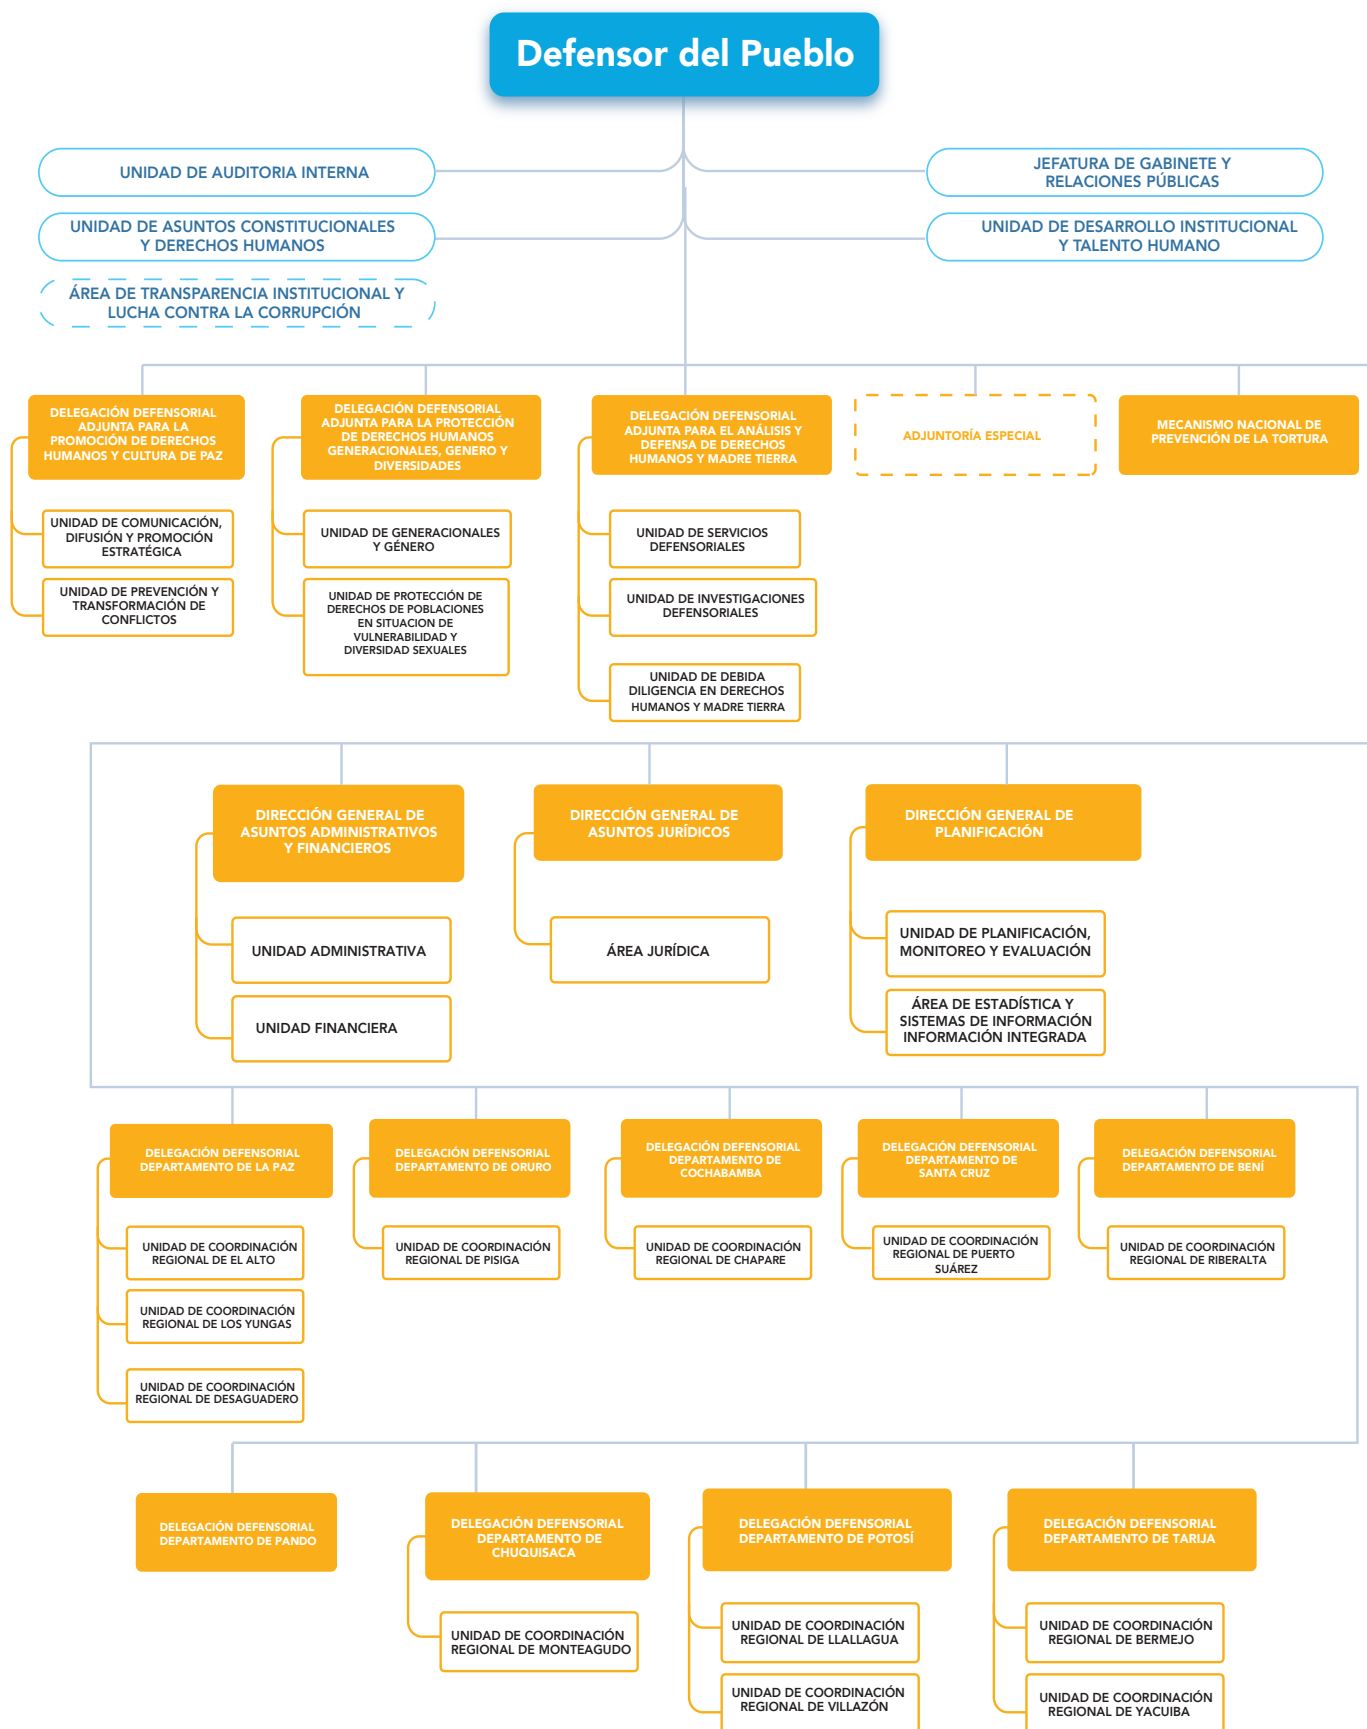 Defensor del Pueblo
UNIDAD DE AUDITORIA INTERNA
JEFATURA DE GABINETE Y
RELACIONES PÚBLICAS
UNIDAD DE ASUNTOS CONSTITUCIONALES
Y DERECHOS HUMANOS
UNIDAD DE DESARROLLO INSTITUCIONAL
Y TALENTO HUMANO
ÁREA DE TRANSPARENCIA INSTITUCIONAL Y
LUCHA CONTRA LA CORRUPCIÓN
DELEGACIÓN DEFENSORIAL
ADJUNTA PARA LA
PROMOCIÓN DE DERECHOS
HUMANOS Y CULTURA DE PAZ
UNIDAD DE COMUNICACIÓN,
DIFUSIÓN Y PROMOCIÓN
ESTRATÉGICA
UNIDAD DE PREVENCIÓN Y
TRANSFORMACIÓN DE
CONFLICTOS
DELEGACIÓN DEFENSORIAL
ADJUNTA PARA LA PROTECCIÓN
DE DERECHOS HUMANOS
GENERACIONALES, GENERO Y
DIVERSIDADES
UNIDAD DE GENERACIONALES
Y GÉNERO
UNIDAD DE PROTECCIÓN DE
DERECHOS DE POBLACIONES
EN SITUACION DE
VULNERABILIDAD Y
DIVERSIDAD SEXUALES
DELEGACIÓN DEFENSORIAL
ADJUNTA PARA EL ANÁLISIS Y
DEFENSA DE DERECHOS
HUMANOS Y MADRE TIERRA
UNIDAD DE SERVICIOS
DEFENSORIALES
UNIDAD DE INVESTIGACIONES
DEFENSORIALES
UNIDAD DE DEBIDA
DILIGENCIA EN DERECHOS
HUMANOS Y MADRE TIERRA
ADJUNTORÍA ESPECIAL
MECANISMO NACIONAL DE
PREVENCIÓN DE LA TORTURA
DIRECCIÓN GENERAL DE
ASUNTOS ADMINISTRATIVOS
Y FINANCIEROS
UNIDAD ADMINISTRATIVA
UNIDAD FINANCIERA
DIRECCIÓN GENERAL DE
ASUNTOS JURÍDICOS
ÁREA JURÍDICA
DIRECCIÓN GENERAL DE
PLANIFICACIÓN
UNIDAD DE PLANIFICACIÓN,
MONITOREO Y EVALUACIÓN
ÁREA DE ESTADÍSTICA Y
SISTEMAS DE INFORMACIÓN
INFORMACIÓN INTEGRADA
DELEGACIÓN DEFENSORIAL
DEPARTAMENTO DE LA PAZ
UNIDAD DE COORDINACIÓN
REGIONAL DE EL ALTO
UNIDAD DE COORDINACIÓN
REGIONAL DE LOS YUNGAS
UNIDAD DE COORDINACIÓN
REGIONAL DE DESAGUADERO
DELEGACIÓN DEFENSORIAL
DEPARTAMENTO DE ORURO
UNIDAD DE COORDINACIÓN
REGIONAL DE PISIGA
DELEGACIÓN DEFENSORIAL
DEPARTAMENTO DE
COCHABAMBA
UNIDAD DE COORDINACIÓN
REGIONAL DE CHAPARE
DELEGACIÓN DEFENSORIAL
DEPARTAMENTO DE
SANTA CRUZ
UNIDAD DE COORDINACIÓN
REGIONAL DE PUERTO
SUÁREZ
DELEGACIÓN DEFENSORIAL
DEPARTAMENTO DE BENÍ
UNIDAD DE COORDINACIÓN
REGIONAL DE RIBERALTA
DELEGACIÓN DEFENSORIAL
DEPARTAMENTO DE PANDO
DELEGACIÓN DEFENSORIAL
DEPARTAMENTO DE
CHUQUISACA
UNIDAD DE COORDINACIÓN
REGIONAL DE MONTEAGUDO
DELEGACIÓN DEFENSORIAL
DEPARTAMENTO DE POTOSÍ
UNIDAD DE COORDINACIÓN
REGIONAL DE LLALLAGUA
UNIDAD DE COORDINACIÓN
REGIONAL DE VILLAZÓN
DELEGACIÓN DEFENSORIAL
DEPARTAMENTO DE TARIJA
UNIDAD DE COORDINACIÓN
REGIONAL DE BERMEJO
UNIDAD DE COORDINACIÓN
REGIONAL DE YACUIBA